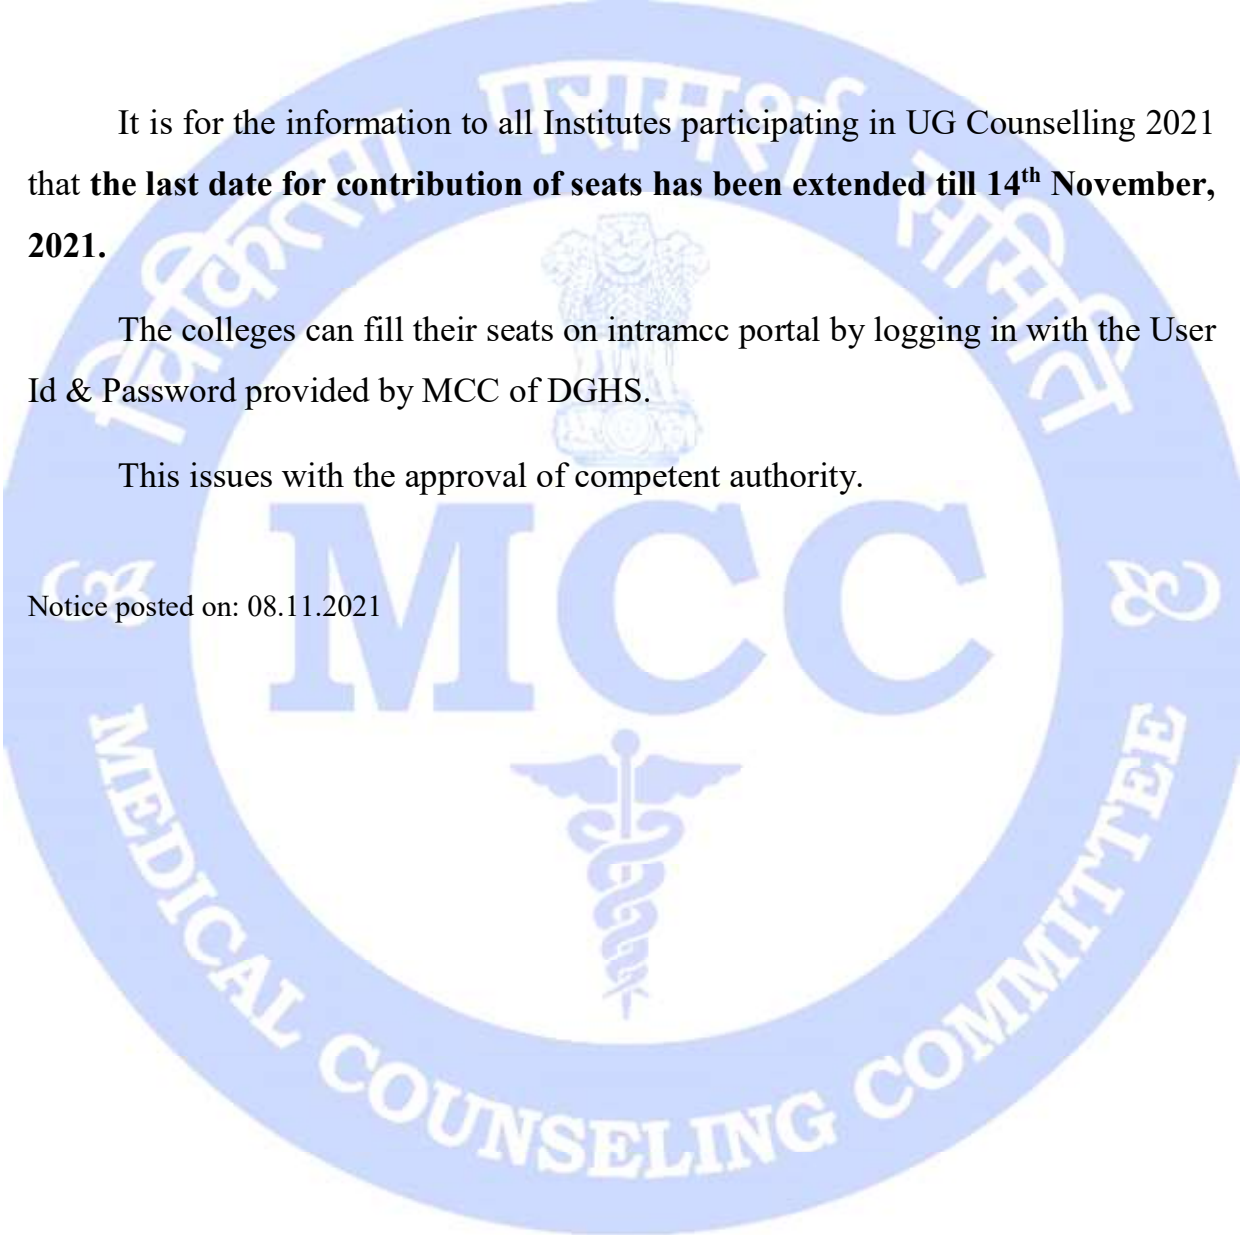 It is for the information to all Institutes participating in UG Counselling 2021
that the last date for contribution of seats has been extended till 14th November,
2021.
The colleges can fill their seats on intramcc portal by logging in with the User
Id & Password provided by MCC of DGHS.
This issues with the approval of competent authority.
Notice posted on: 08.11.2021
चिकित्सा परामर्श समिति
MCC
MEDICAL COUNSELING COMMITTEE